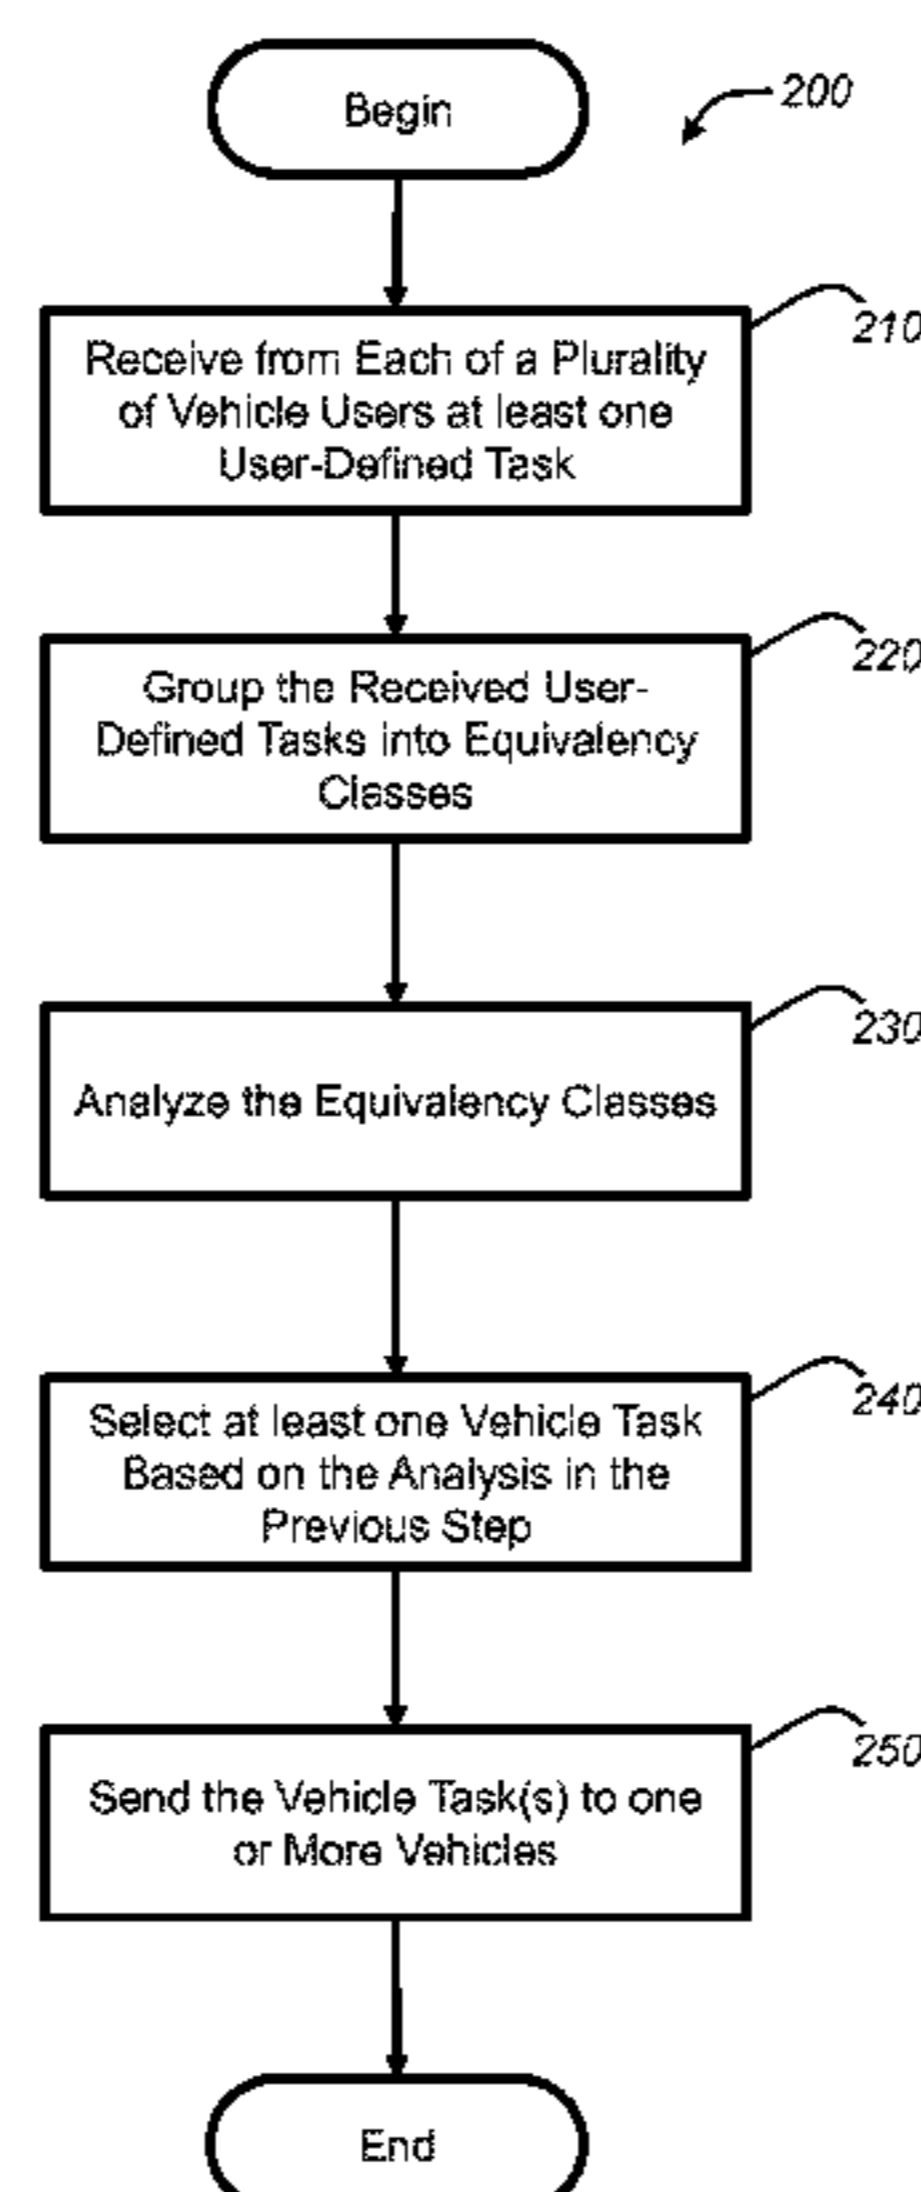 Begin
200
Receive from Each of a Plurality
of Vehicle Users at least one
User-Defined Task
210
Group the Received User-
Defined Tasks into Equivalency
Classes
220
Analyze the Equivalency Classes
230
Select at least one Vehicle Task
Based on the Analysis in the
Previous Step
240
Send the Vehicle Task(s) to one
or More Vehicles
250
End